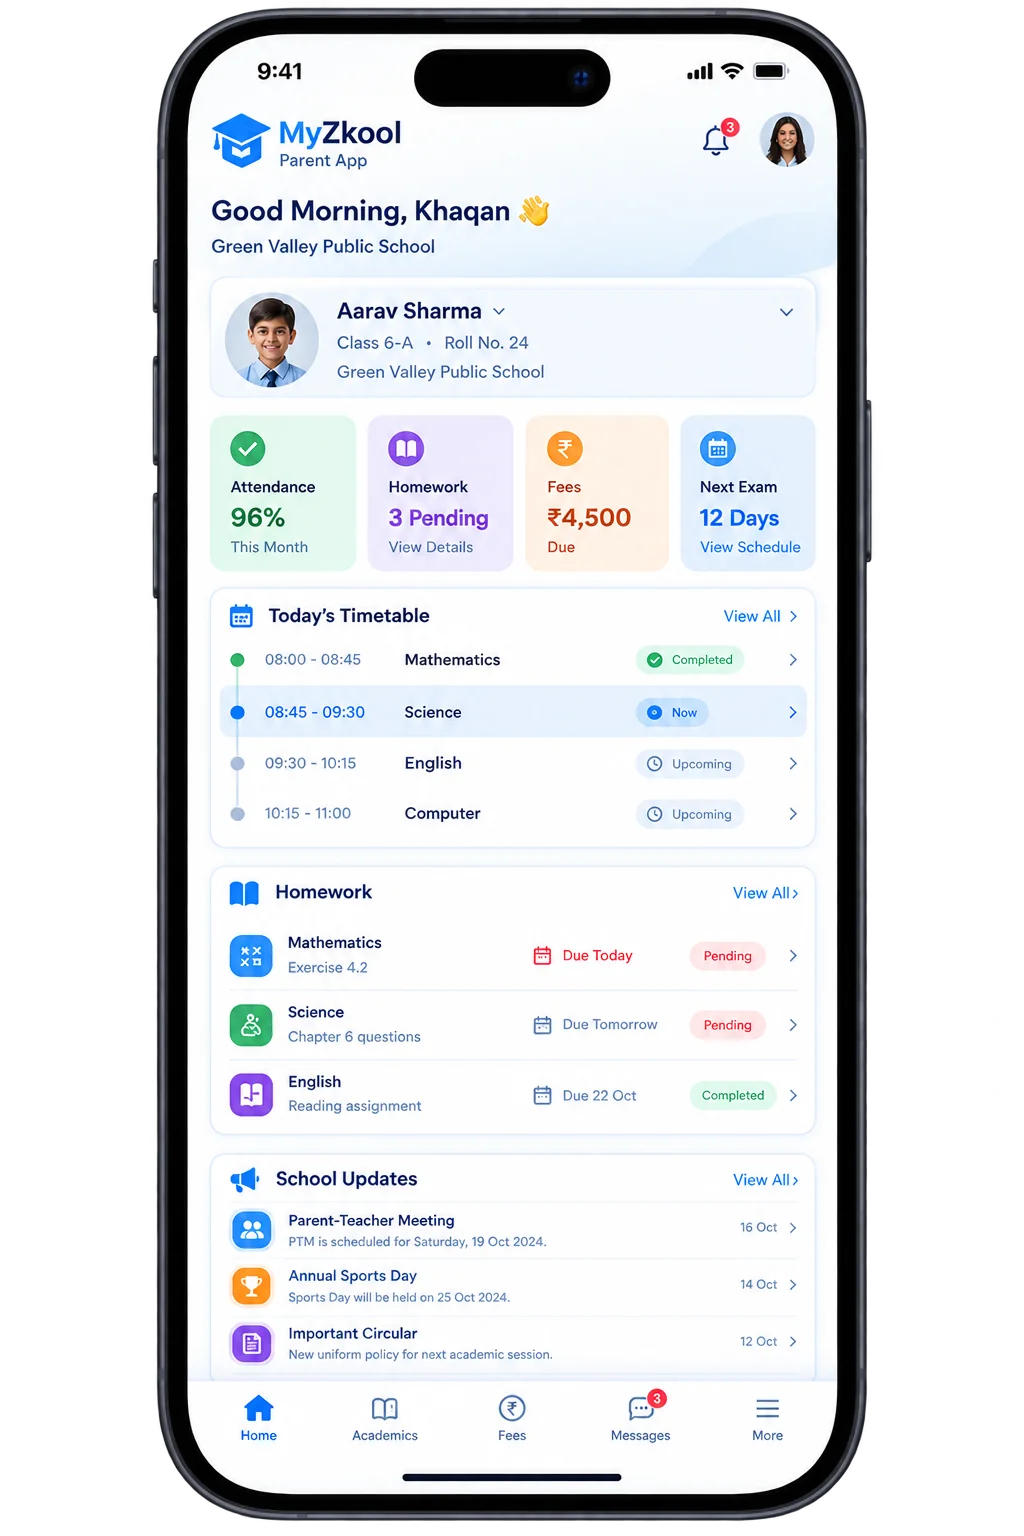 9:41
MyZkool
Parent App
3
Good Morning, Khaqan 👋
Green Valley Public School
Aarav Sharma
Class 6-A • Roll No. 24
Green Valley Public School
Attendance
96%
This Month
Homework
3 Pending
View Details
₹
Fees
₹4,500
Due
Next Exam
12 Days
View Schedule
Today's Timetable
View All >
08:00 - 08:45 Mathematics Completed
08:45 - 09:30 Science Now
09:30 - 10:15 English Upcoming
10:15 - 11:00 Computer Upcoming
Homework
View All >
Mathematics
Exercise 4.2
Due Today
Pending
Science
Chapter 6 questions
Due Tomorrow
Pending
English
Reading assignment
Due 22 Oct
Completed
School Updates
View All >
Parent-Teacher Meeting
PTM is scheduled for Saturday, 19 Oct 2024.
16 Oct
Annual Sports Day
Sports Day will be held on 25 Oct 2024.
14 Oct
Important Circular
New uniform policy for next academic session.
12 Oct
Home
Academics
₹
Fees
3
Messages
More